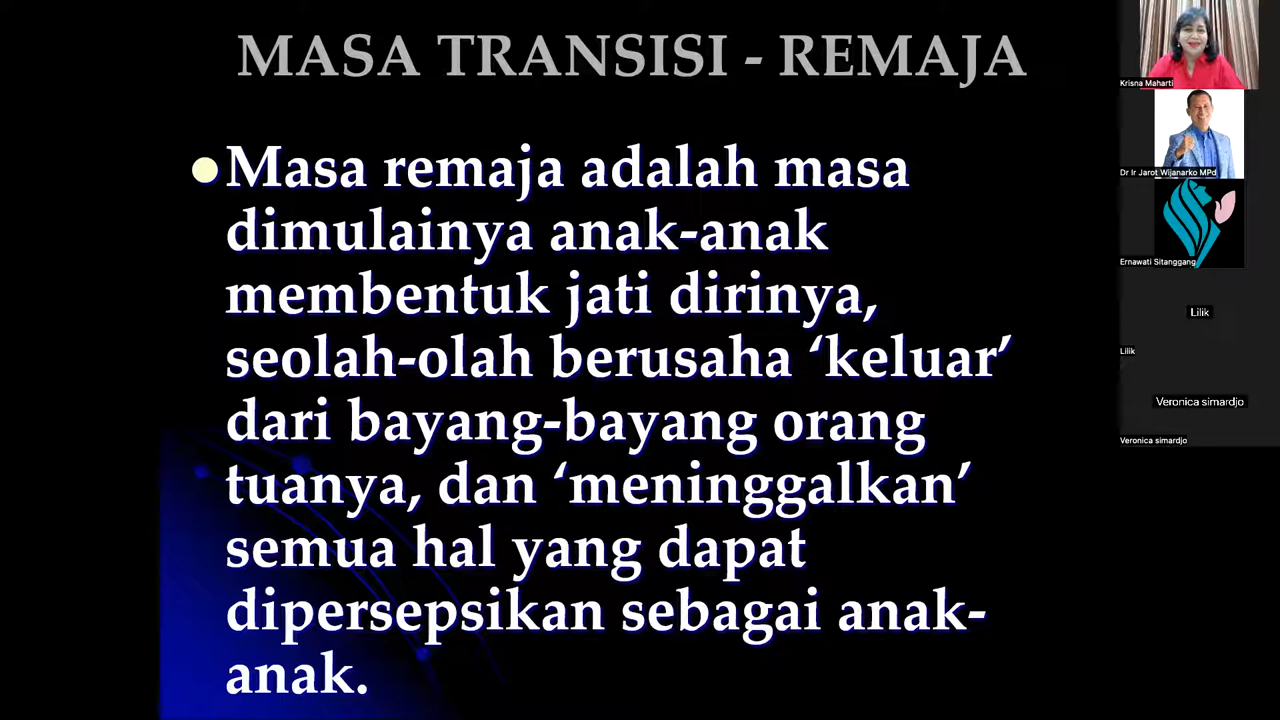 MASA TRANSISI - REMAJA
Masa remaja adalah masa
dimulainya anak-anak
membentuk jati dirinya,
seolah-olah berusaha ‘keluar’
dari bayang-bayang orang
tuanya, dan ‘meninggalkan’
semua hal yang dapat
dipersepsikan sebagai anak-
anak.
Krisna Maharti
Dr Ir Jarot Wijanarko MPd
Ernawati Sitanggang
Lilik
Lilik
Veronica simardjo
Veronica simardjo